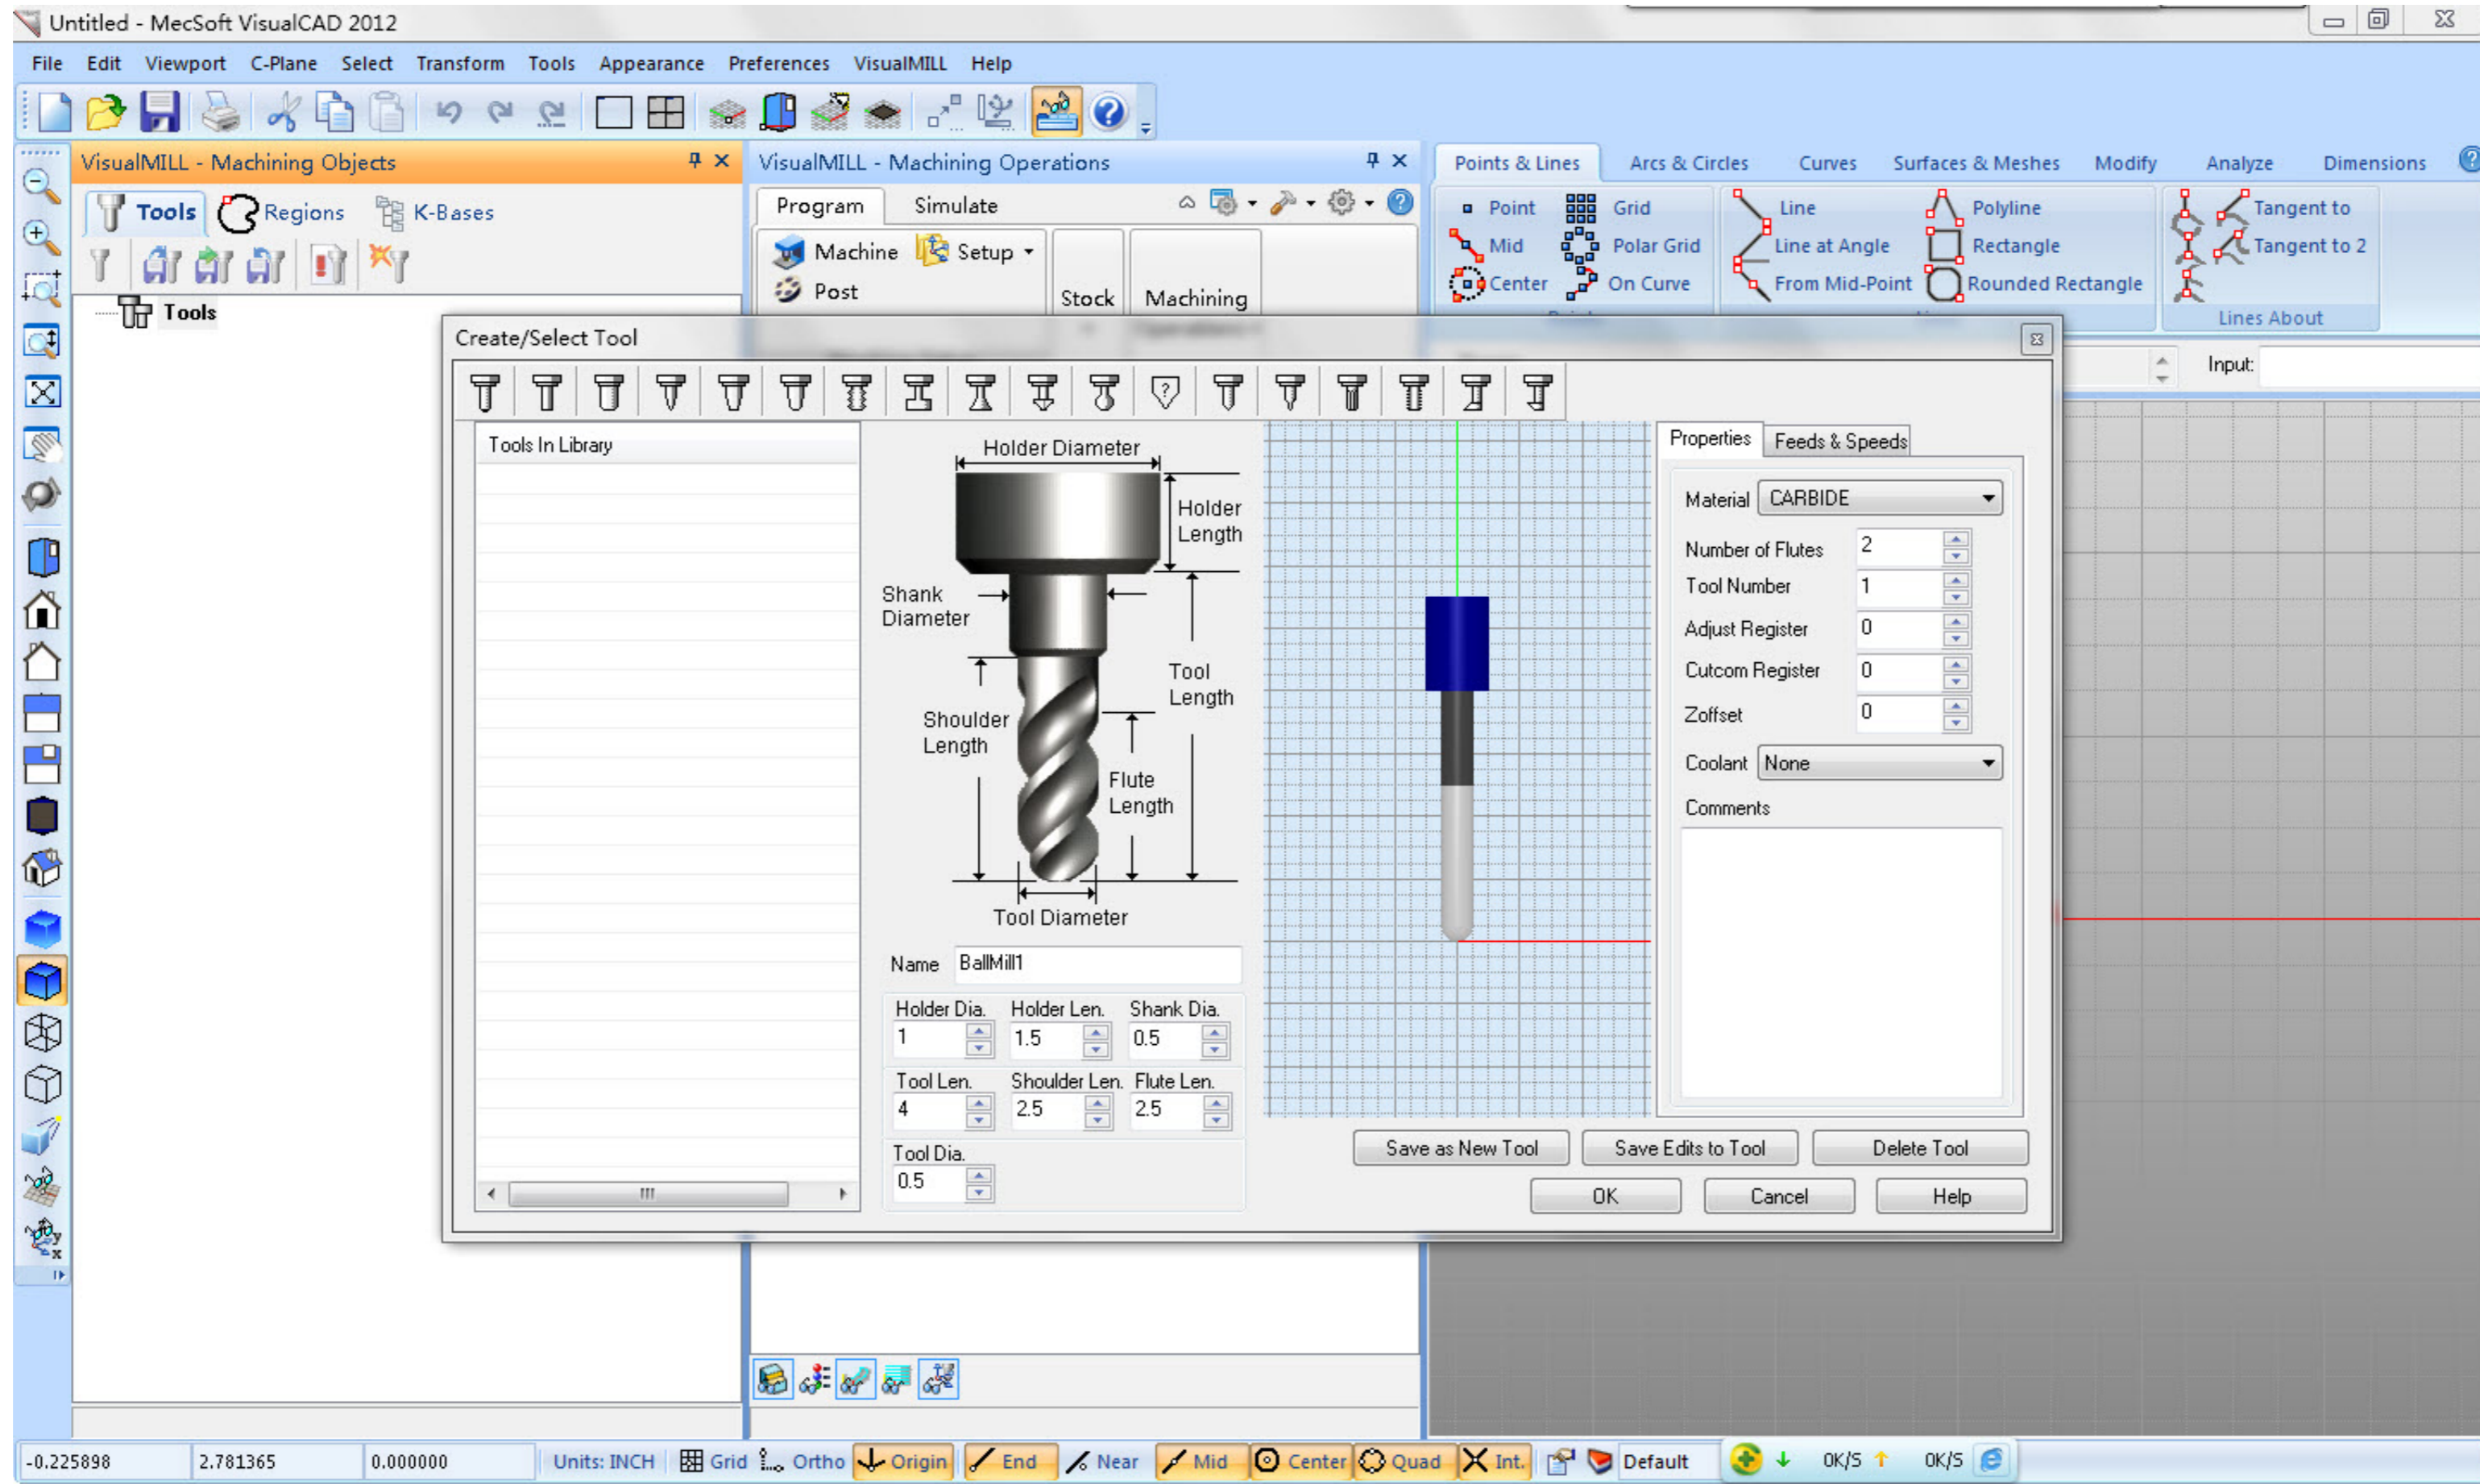 Untitled - MecSoft VisualCAD 2012
File Edit Viewport C-Plane Select Transform Tools Appearance Preferences VisualMILL Help
VisualMILL - Machining Objects
Tools Regions K-Bases
Tools
VisualMILL - Machining Operations
Program Simulate
Machine Setup
Post
Stock
Machining
Points & Lines Arcs & Circles Curves Surfaces & Meshes Modify Analyze Dimensions
Point Grid Line Polyline Tangent to
Mid Polar Grid Line at Angle Rectangle Tangent to 2
Center On Curve From Mid-Point Rounded Rectangle
Lines About
Input:
Create/Select Tool
Tools In Library
Holder Diameter
Holder
Length
Shank
Diameter
Tool
Length
Shoulder
Length
Flute
Length
Tool Diameter
Name BallMill1
Holder Dia. Holder Len. Shank Dia.
1 1.5 0.5
Tool Len. Shoulder Len. Flute Len.
4 2.5 2.5
Tool Dia.
0.5
Properties Feeds & Speeds
Material CARBIDE
Number of Flutes 2
Tool Number 1
Adjust Register 0
Cutcom Register 0
Zoffset 0
Coolant None
Comments
Save as New Tool Save Edits to Tool Delete Tool
OK Cancel Help
-0.225898 2.781365 0.000000 Units: INCH Grid Ortho Origin End Near Mid Center Quad Int. Default 0K/S 0K/S